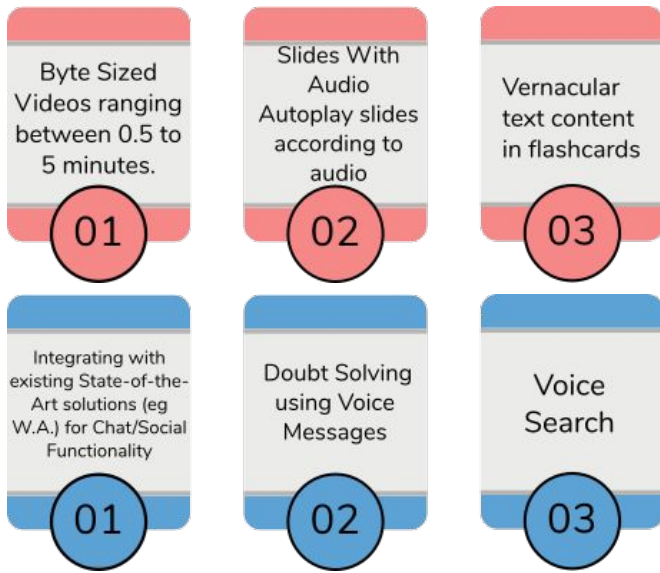 Byte Sized
Videos ranging
between 0.5 to
5 minutes.
01
Slides With
Audio
Autoplay slides
according to
audio
02
Vernacular
text content
in flashcards
03
Integrating with
existing State-of-the-
Art solutions (eg
W.A.) for Chat/Social
Functionality
01
Doubt Solving
using Voice
Messages
02
Voice
Search
03